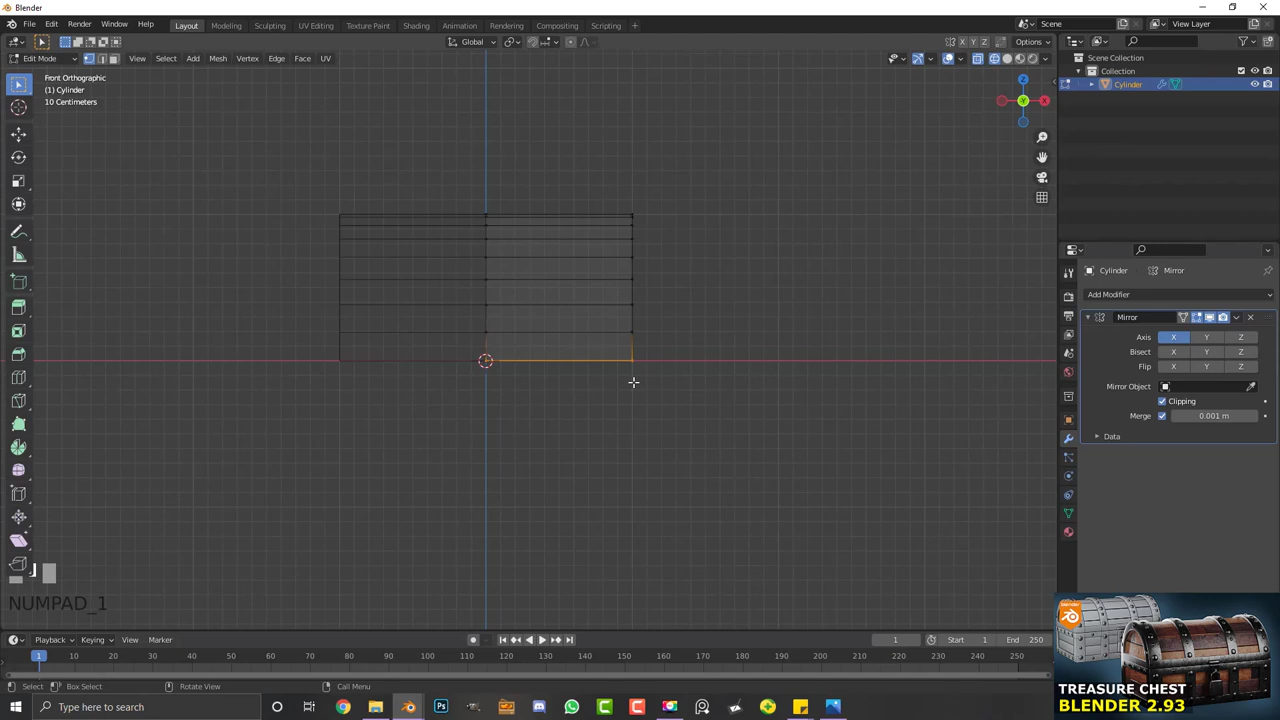 Blender
File Edit Render Window Help Layout Modeling Sculpting UV Editing Texture Paint Shading Animation Rendering Compositing Scripting Scene View Layer
Global X Y Z Options
Edit Mode View Select Add Mesh Vertex Edge Face UV
Front Orthographic
(1) Cylinder
10 Centimeters
Z
Y
X
NUMPAD_1
Scene Collection
Collection
Cylinder
Cylinder Mirror
Add Modifier
Mirror
Axis X Y Z
Bisect X Y Z
Flip X Y Z
Mirror Object
Clipping
Merge 0.001 m
Data
blender
TREASURE CHEST
BLENDER 2.93
Playback Keying View Marker 1 Start 1 End 250
1 10 20 30 40 50 60 70 80 90 100 110 120 130 140 150 160 170 180 190 200 210 220 230 240 250
Select Box Select Rotate View Call Menu
Type here to search